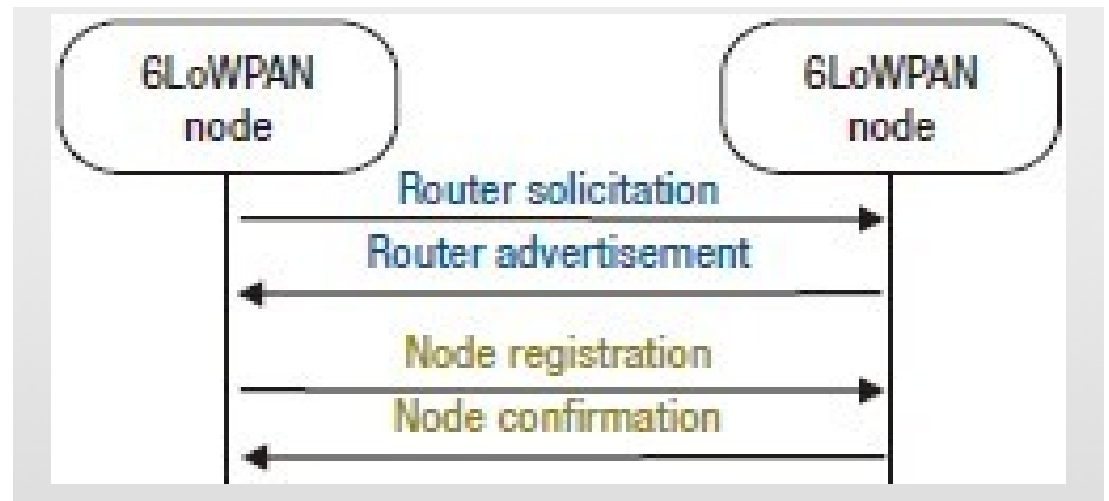 6LoWPAN
node
6LoWPAN
node
Router solicitation
Router advertisement
Node registration
Node confirmation